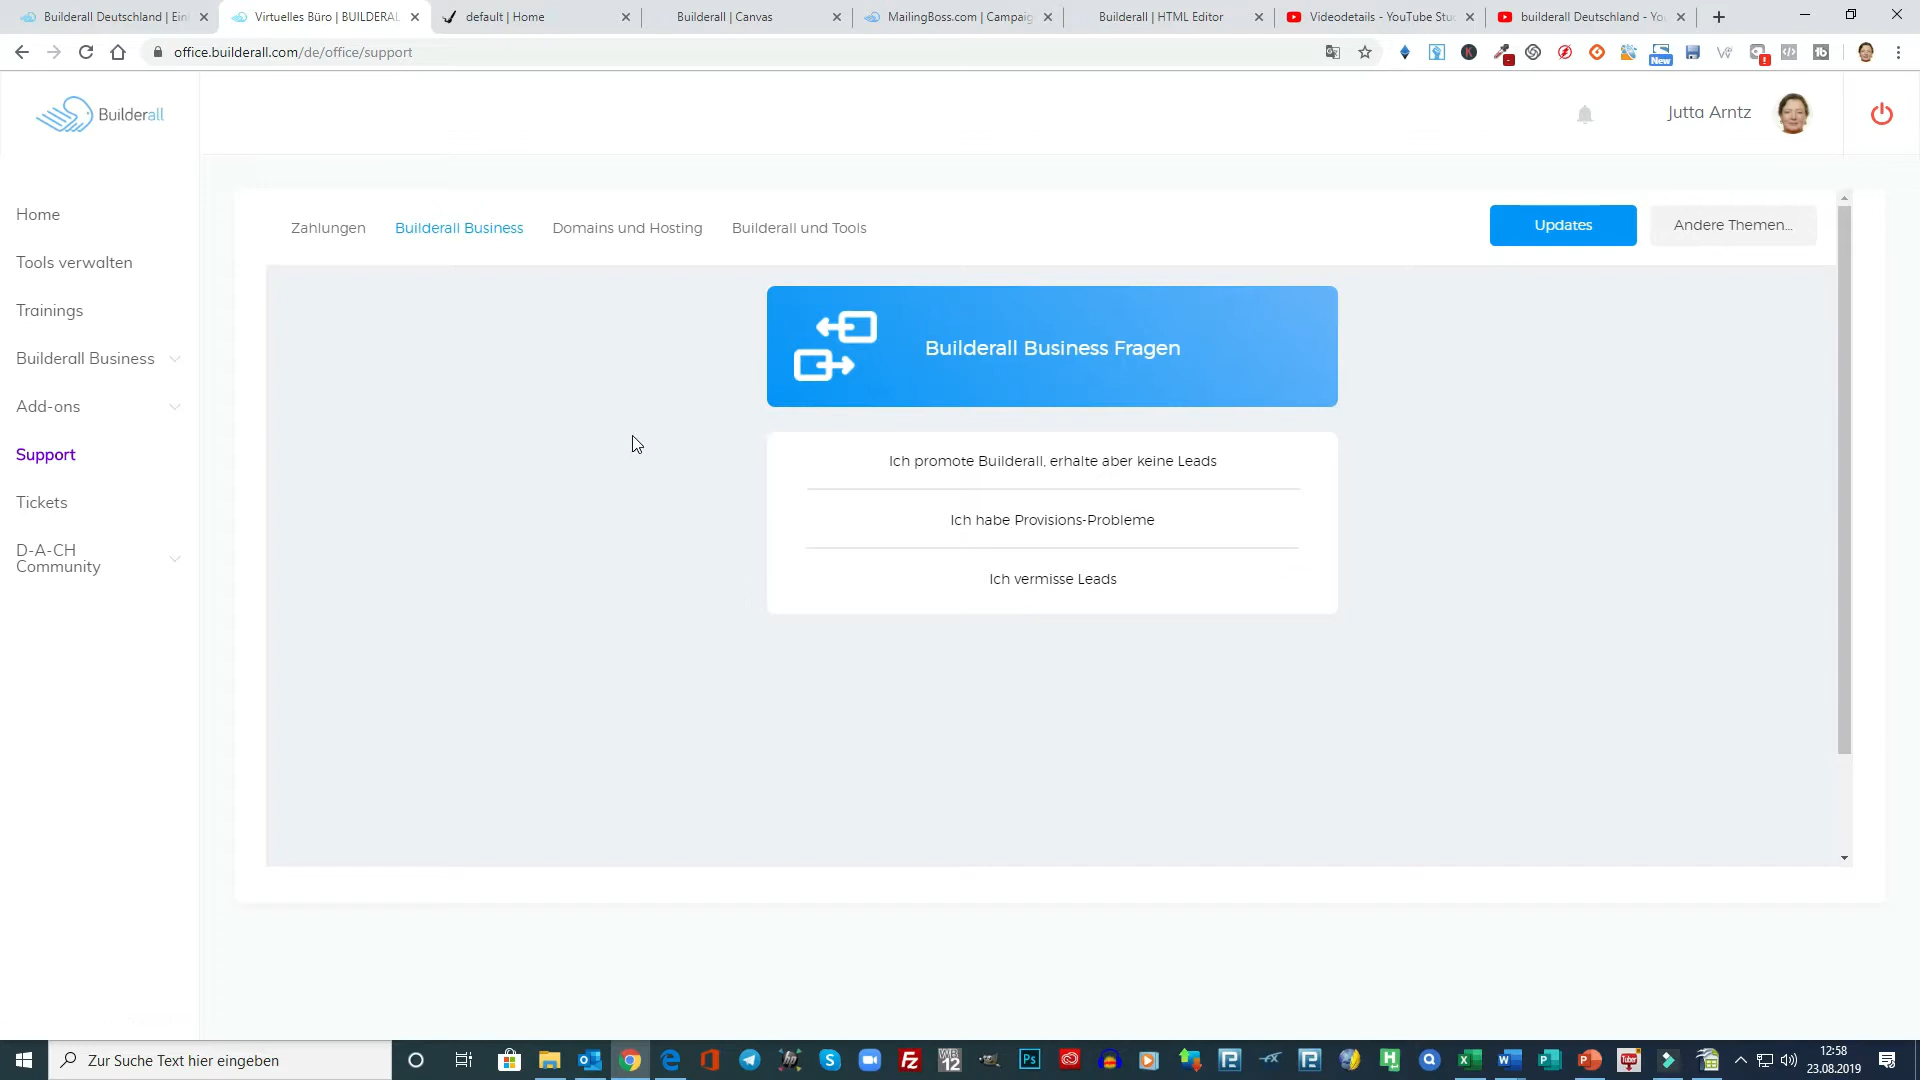 Builderall Deutschland | Ein
Virtuelles Büro | BUILDERAL
default | Home
Builderall | Canvas
MailingBoss.com | Campaig
Builderall | HTML Editor
Videodetails - YouTube Stu
builderall Deutschland - Yo
office.builderall.com/de/office/support
New
Builderall
Jutta Arntz
Home
Tools verwalten
Trainings
Builderall Business
Add-ons
Support
Tickets
D-A-CH
Community
Zahlungen
Builderall Business
Domains und Hosting
Builderall und Tools
Updates
Andere Themen...
Builderall Business Fragen
Ich promote Builderall, erhalte aber keine Leads
Ich habe Provisions-Probleme
Ich vermisse Leads
Zur Suche Text hier eingeben
12:58
23.08.2019